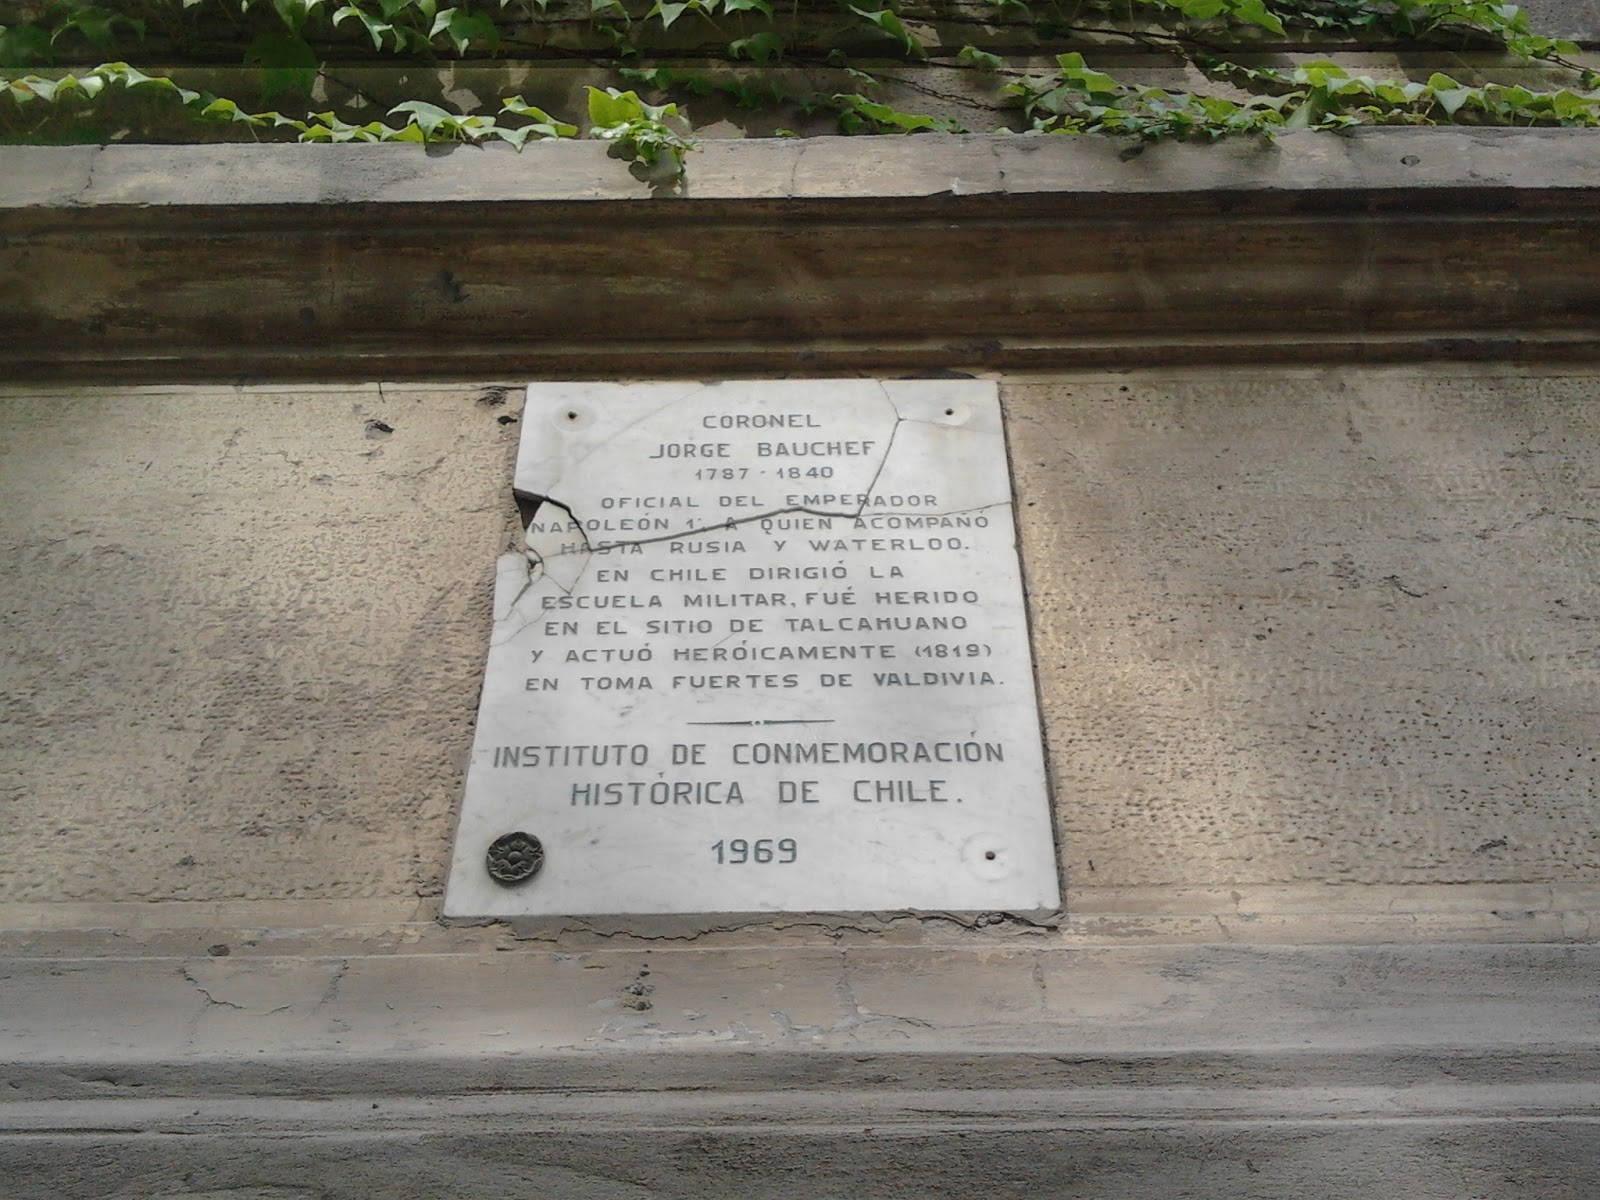 CORONEL
JORGE BAUCHEF
1787 - 1840
OFICIAL DEL EMPERADOR
NAPOLEÓN 1º. A QUIEN ACOMPAÑÓ
HASTA RUSIA Y WATERLOO.
EN CHILE DIRIGIÓ LA
ESCUELA MILITAR, FUÉ HERIDO
EN EL SITIO DE TALCAHUANO
Y ACTUÓ HERÓICAMENTE (1819)
EN TOMA FUERTES DE VALDIVIA.
INSTITUTO DE CONMEMORACIÓN
HISTÓRICA DE CHILE.
1969